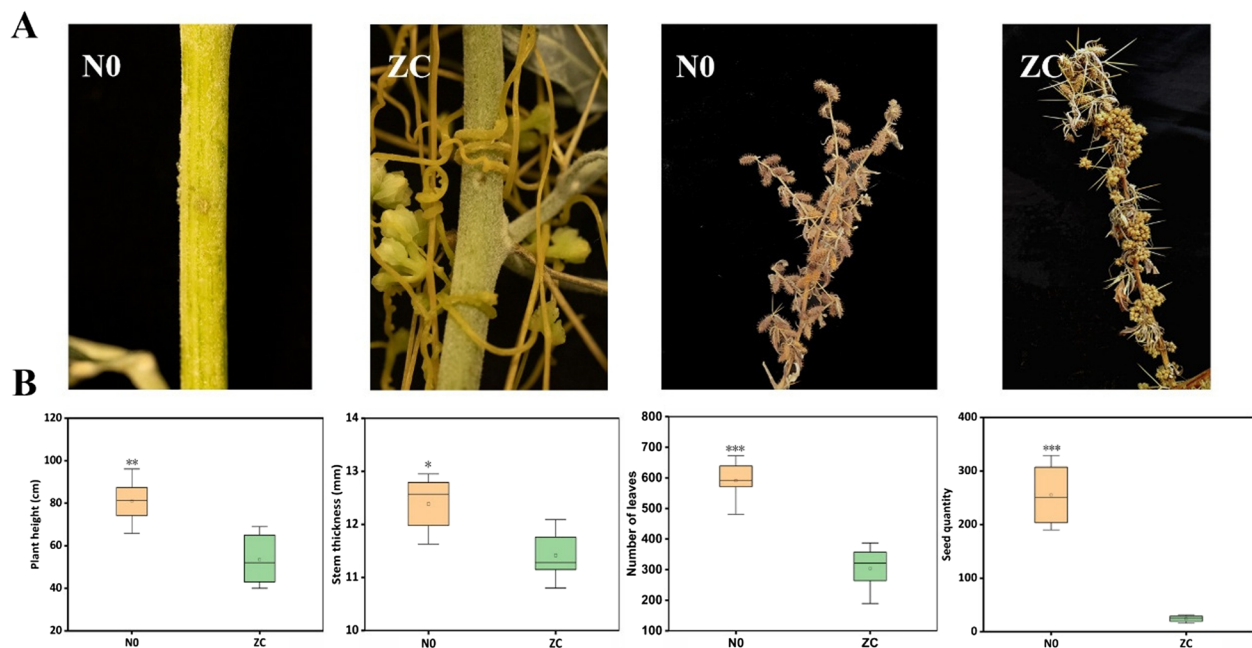 A
N0
ZC
N0
ZC
B
Plant height (cm)
120
100
80
60
40
20
**
N0
ZC
Stem thickness (mm)
14
13
12
11
10
*
N0
ZC
Number of leaves
800
700
600
500
400
300
200
100
***
N0
ZC
Seed quantity
400
300
200
100
0
***
N0
ZC